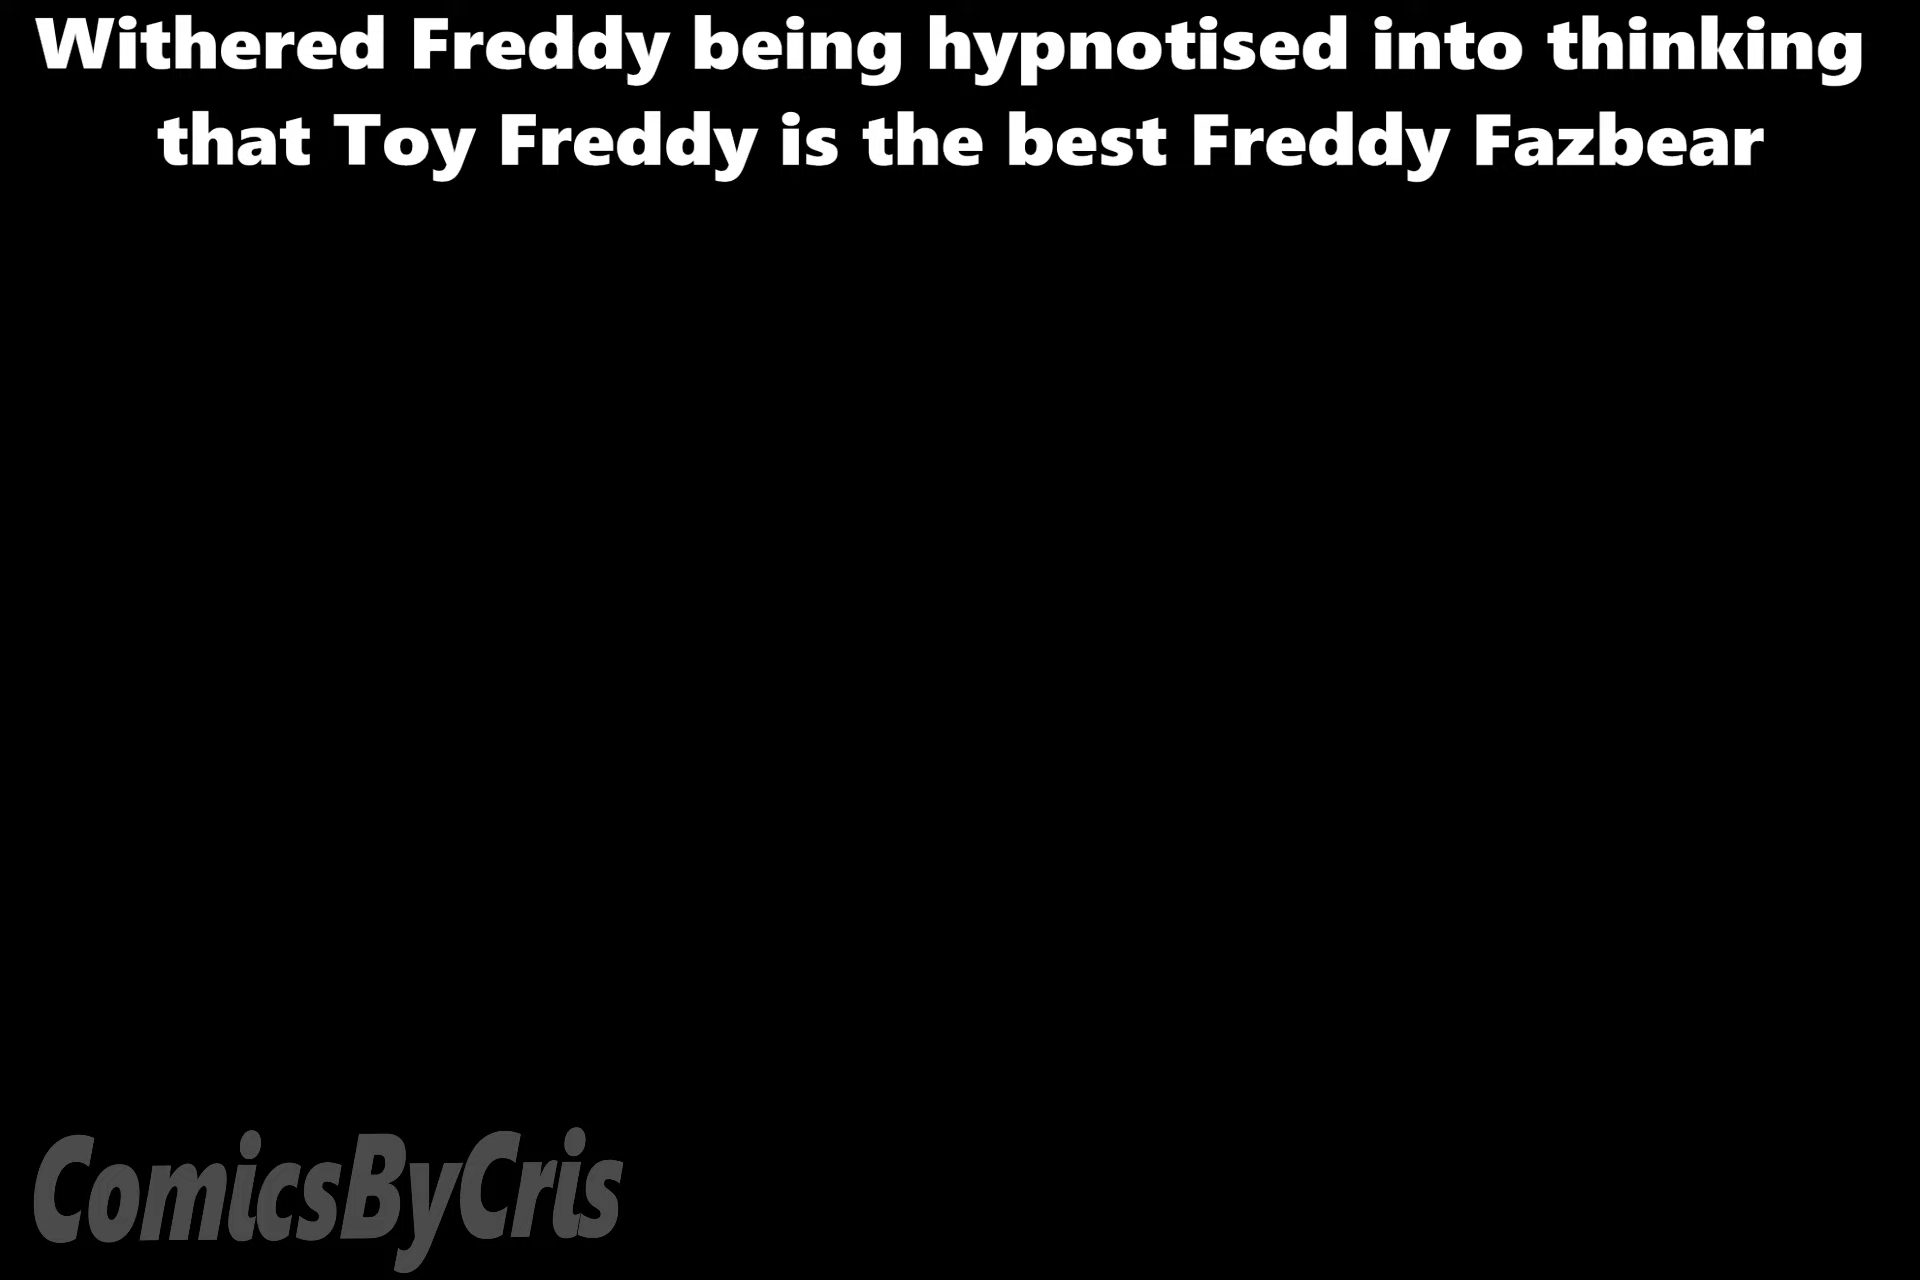 Withered Freddy being hypnotised into thinking
that Toy Freddy is the best Freddy Fazbear
ComicsByCris